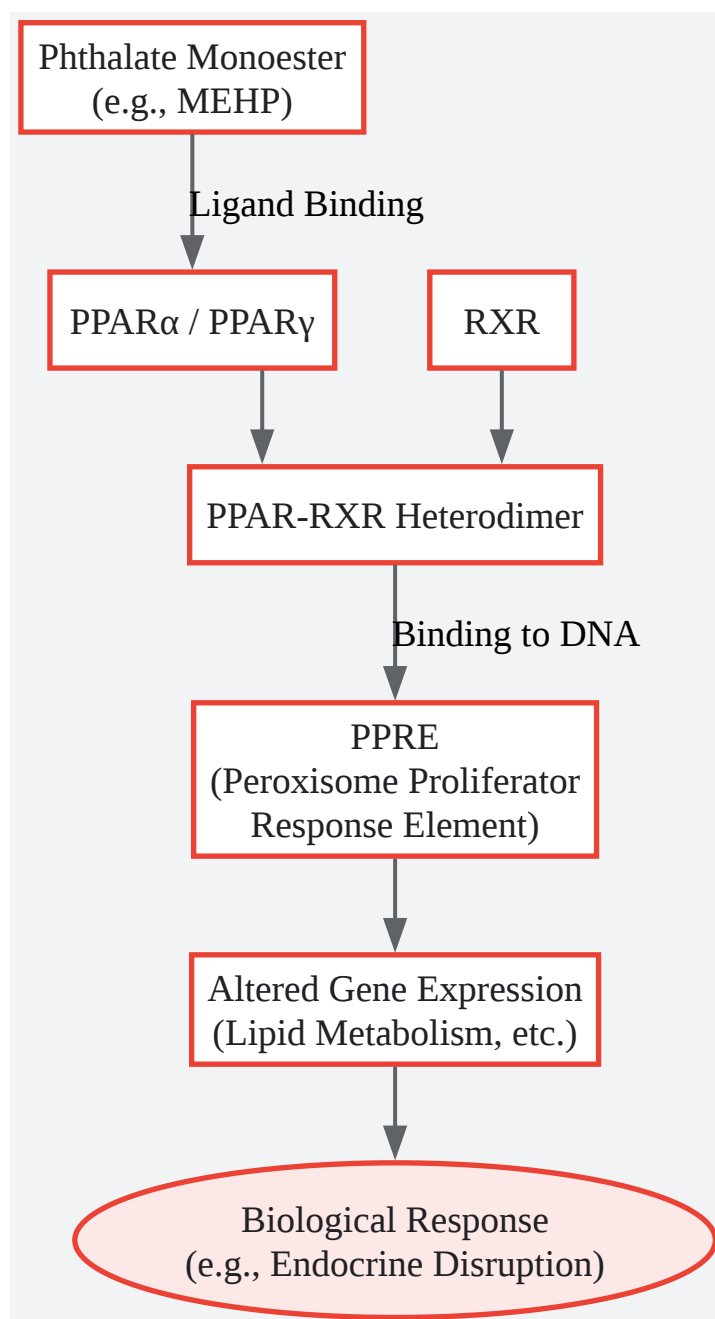 Phthalate Monoester
(e.g., MEHP)
Ligand Binding
PPARα / PPARγ
RXR
PPAR-RXR Heterodimer
Binding to DNA
PPRE
(Peroxisome Proliferator
Response Element)
Altered Gene Expression
(Lipid Metabolism, etc.)
Biological Response
(e.g., Endocrine Disruption)